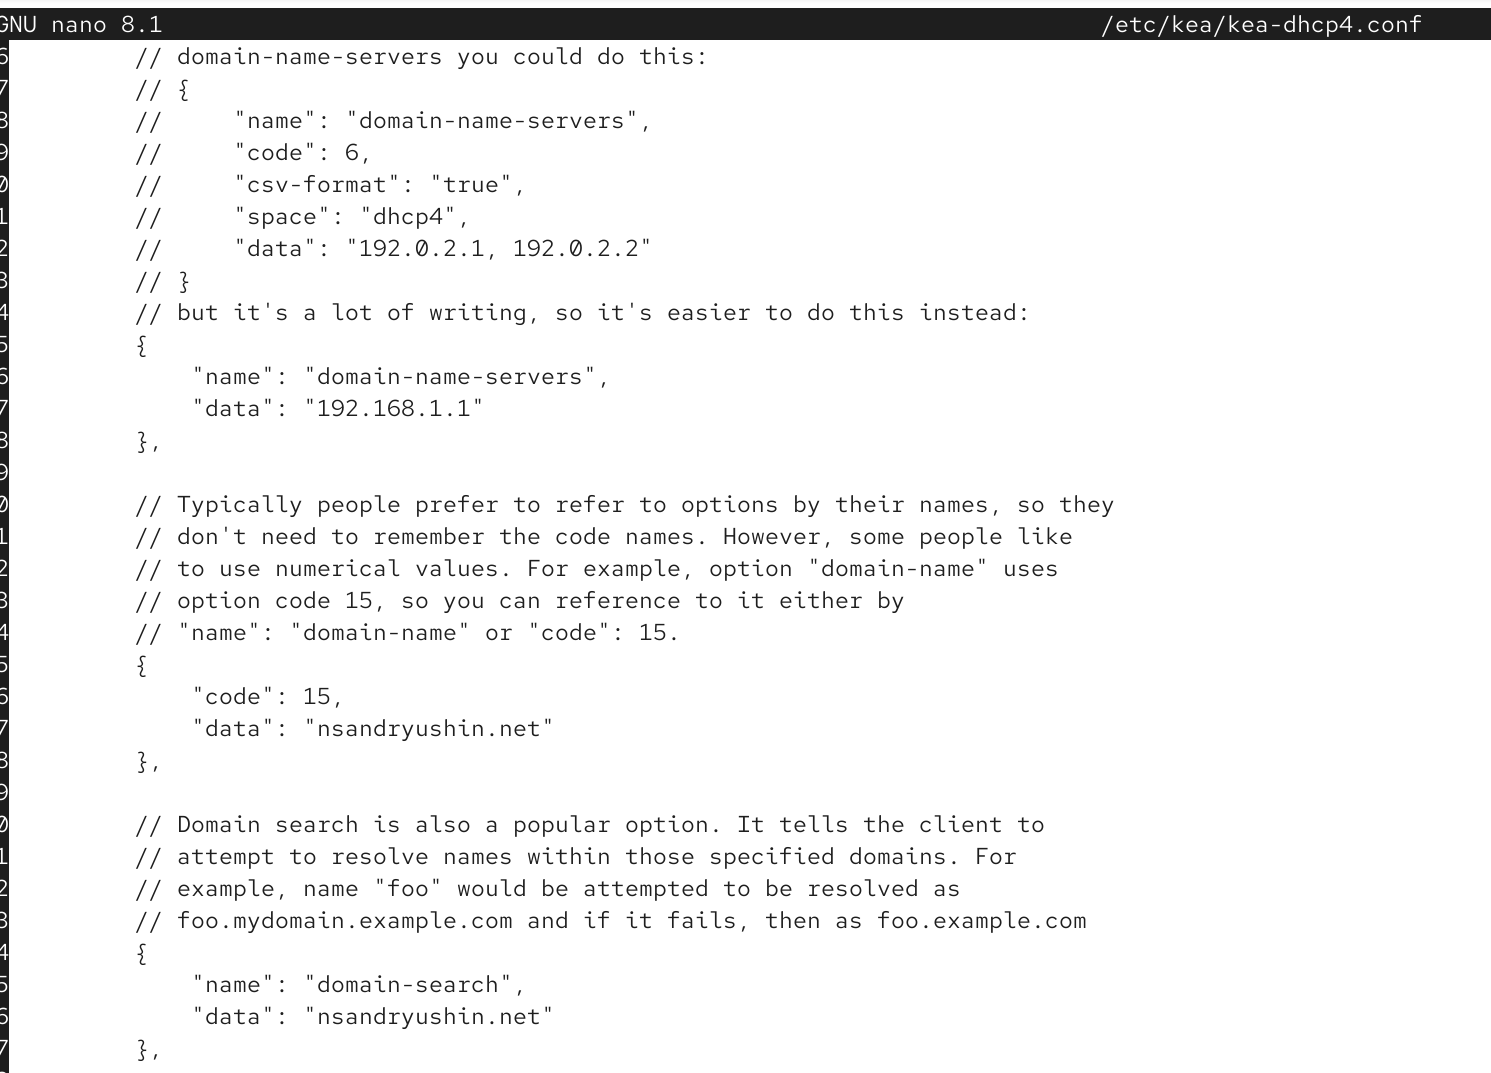 GNU nano 8.1 /etc/kea/kea-dhcp4.conf
6 // domain-name-servers you could do this:
7 // {
8 //     "name": "domain-name-servers",
9 //     "code": 6,
0 //     "csv-format": "true",
1 //     "space": "dhcp4",
2 //     "data": "192.0.2.1, 192.0.2.2"
3 // }
4 // but it's a lot of writing, so it's easier to do this instead:
5 {
6     "name": "domain-name-servers",
7     "data": "192.168.1.1"
8 },
9
0 // Typically people prefer to refer to options by their names, so they
1 // don't need to remember the code names. However, some people like
2 // to use numerical values. For example, option "domain-name" uses
3 // option code 15, so you can reference to it either by
4 // "name": "domain-name" or "code": 15.
5 {
6     "code": 15,
7     "data": "nsandryushin.net"
8 },
9
0 // Domain search is also a popular option. It tells the client to
1 // attempt to resolve names within those specified domains. For
2 // example, name "foo" would be attempted to be resolved as
3 // foo.mydomain.example.com and if it fails, then as foo.example.com
4 {
5     "name": "domain-search",
6     "data": "nsandryushin.net"
7 },